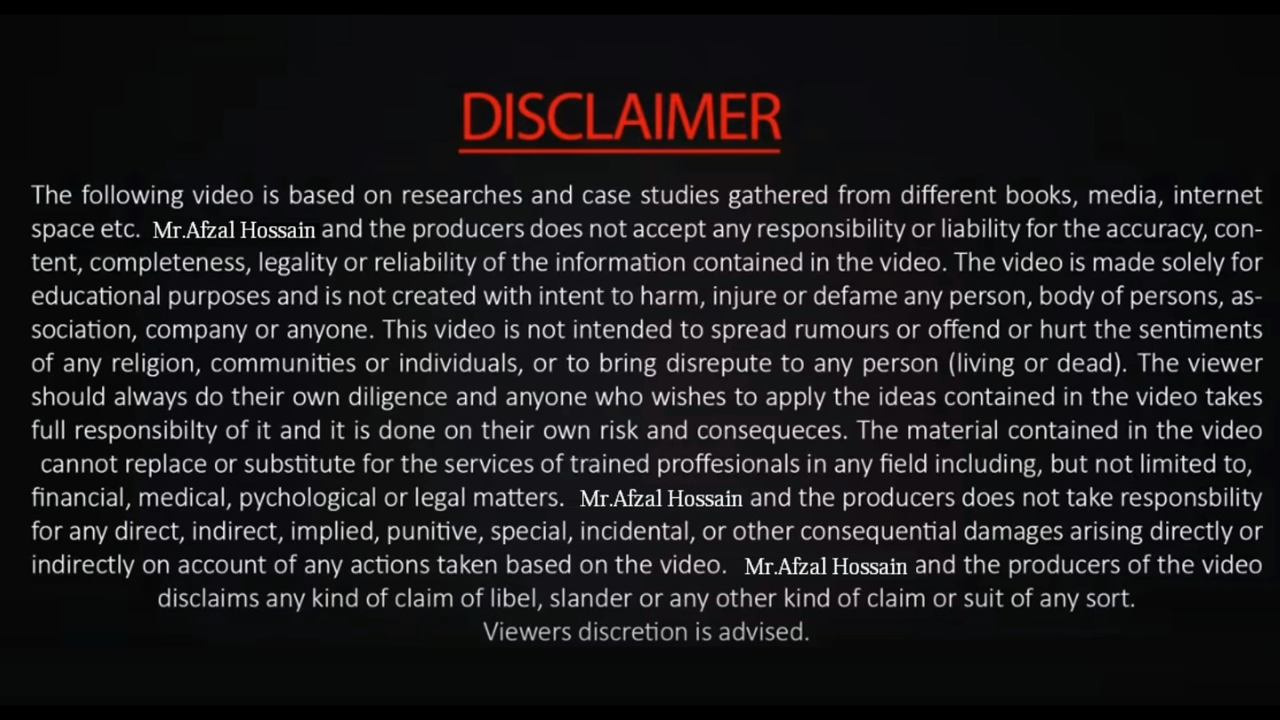 DISCLAIMER
The following video is based on researches and case studies gathered from different books, media, internet
space etc. Mr.Afzal Hossain and the producers does not accept any responsibility or liability for the accuracy, con-
tent, completeness, legality or reliability of the information contained in the video. The video is made solely for
educational purposes and is not created with intent to harm, injure or defame any person, body of persons, as-
sociation, company or anyone. This video is not intended to spread rumours or offend or hurt the sentiments
of any religion, communities or individuals, or to bring disrepute to any person (living or dead). The viewer
should always do their own diligence and anyone who wishes to apply the ideas contained in the video takes
full responsibilty of it and it is done on their own risk and consequeces. The material contained in the video
cannot replace or substitute for the services of trained proffesionals in any field including, but not limited to,
financial, medical, pychological or legal matters. Mr.Afzal Hossain and the producers does not take responsbility
for any direct, indirect, implied, punitive, special, incidental, or other consequential damages arising directly or
indirectly on account of any actions taken based on the video. Mr.Afzal Hossain and the producers of the video
disclaims any kind of claim of libel, slander or any other kind of claim or suit of any sort.
Viewers discretion is advised.